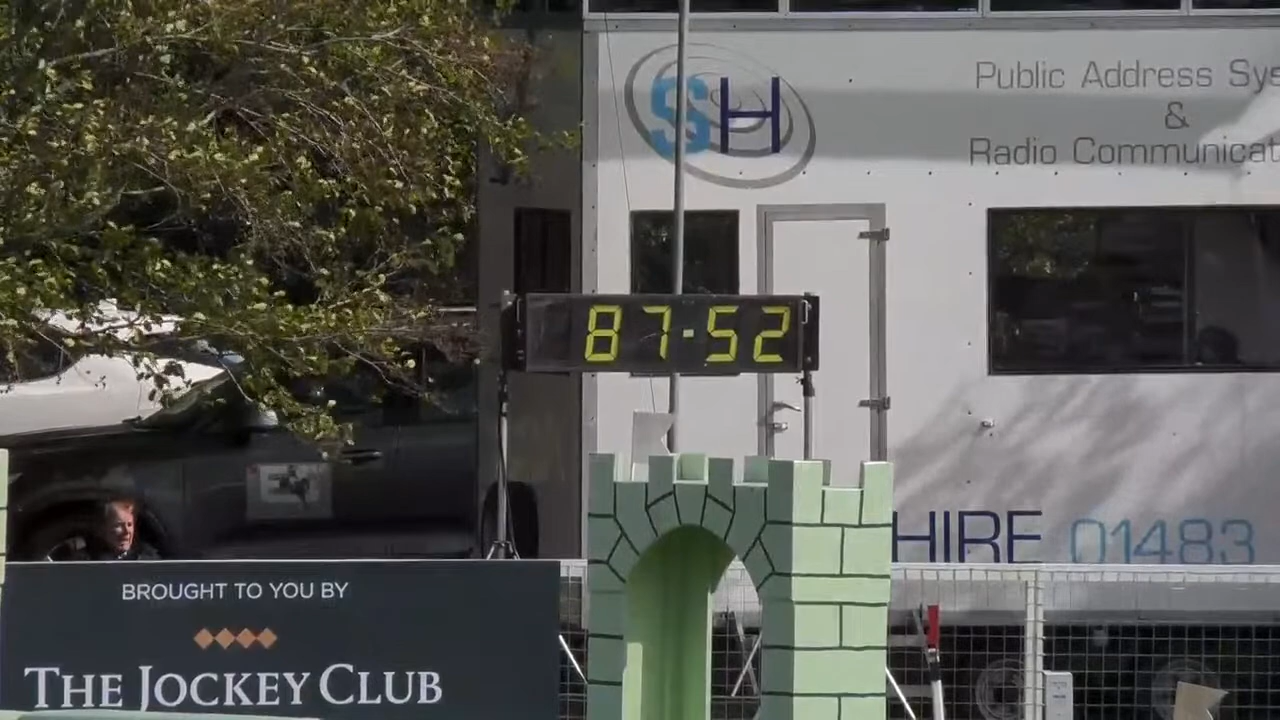 SH
Public Address Sys
&
Radio Communicat
87.52
HIRE 01483
BROUGHT TO YOU BY
THE JOCKEY CLUB